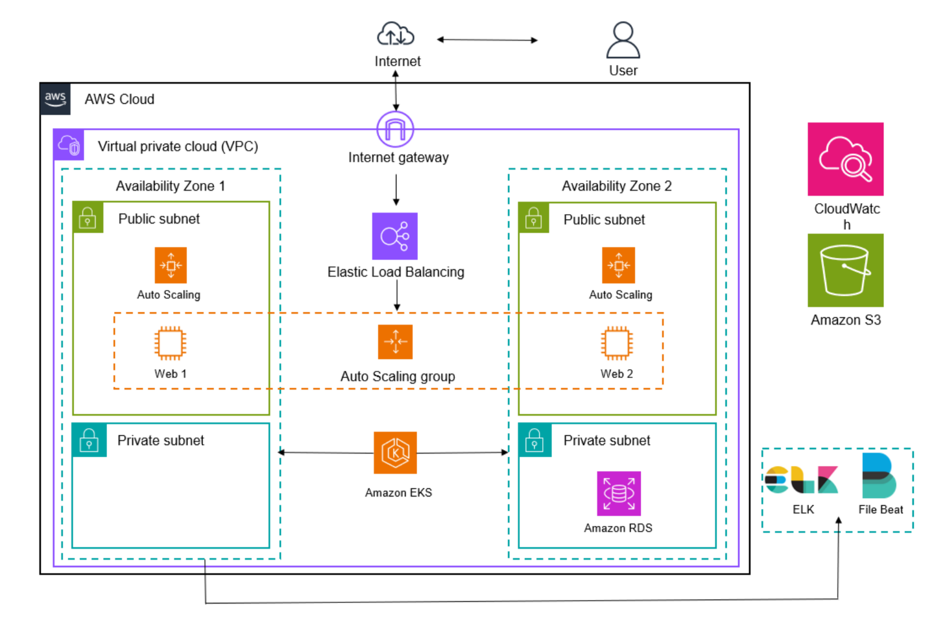 Internet
User
aws
AWS Cloud
Virtual private cloud (VPC)
Internet gateway
Availability Zone 1
Availability Zone 2
Public subnet
Public subnet
CloudWatc
h
Elastic Load Balancing
Auto Scaling
Auto Scaling
Amazon S3
Web 1
Auto Scaling group
Web 2
Private subnet
Private subnet
K
Amazon EKS
ELK
ELK
File Beat
Amazon RDS